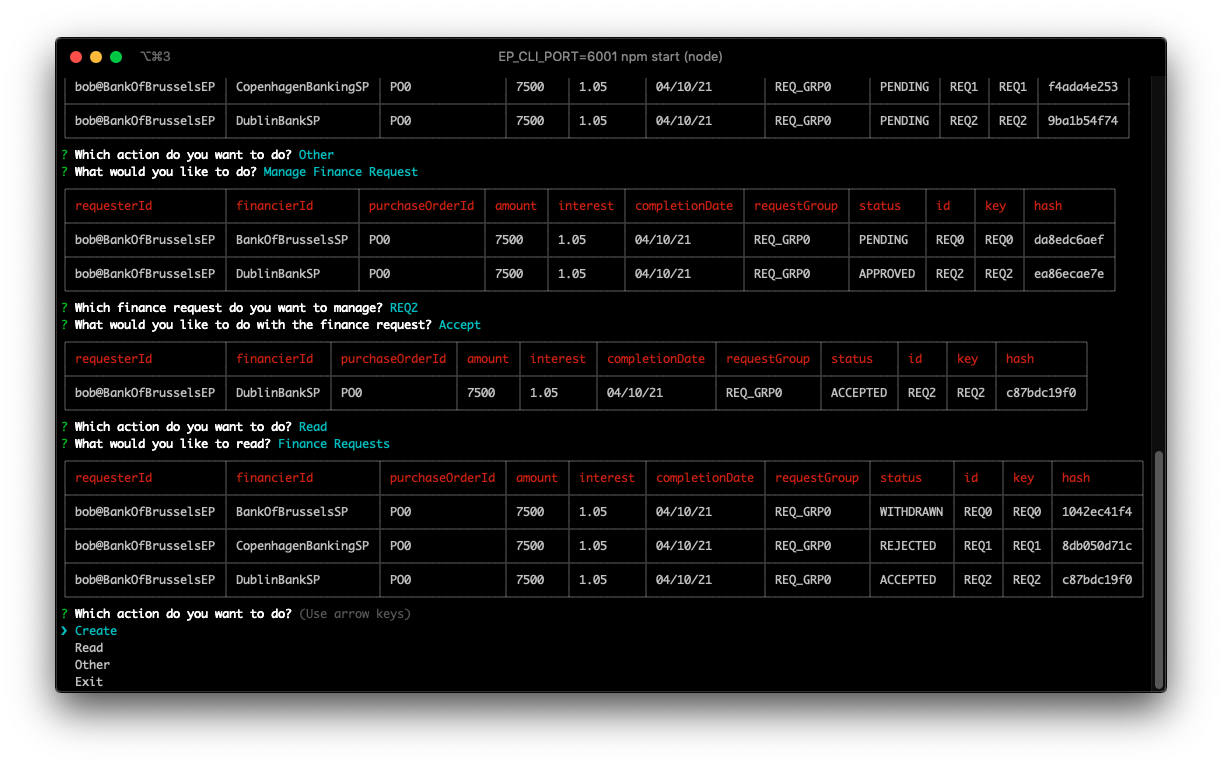 ⌥⌘3 EP_CLI_PORT=6001 npm start (node)
bob@BankOfBrusselsEP CopenhagenBankingSP PO0 7500 1.05 04/10/21 REQ_GRP0 PENDING REQ1 REQ1 f4ada4e253
bob@BankOfBrusselsEP DublinBankSP PO0 7500 1.05 04/10/21 REQ_GRP0 PENDING REQ2 REQ2 9ba1b54f74
? Which action do you want to do? Other
? What would you like to do? Manage Finance Request
requesterId financierId purchaseOrderId amount interest completionDate requestGroup status id key hash
bob@BankOfBrusselsEP BankOfBrusselsSP PO0 7500 1.05 04/10/21 REQ_GRP0 PENDING REQ0 REQ0 da8edc6aef
bob@BankOfBrusselsEP DublinBankSP PO0 7500 1.05 04/10/21 REQ_GRP0 APPROVED REQ2 REQ2 ea86ecae7e
? Which finance request do you want to manage? REQ2
? What would you like to do with the finance request? Accept
requesterId financierId purchaseOrderId amount interest completionDate requestGroup status id key hash
bob@BankOfBrusselsEP DublinBankSP PO0 7500 1.05 04/10/21 REQ_GRP0 ACCEPTED REQ2 REQ2 c87bdc19f0
? Which action do you want to do? Read
? What would you like to read? Finance Requests
requesterId financierId purchaseOrderId amount interest completionDate requestGroup status id key hash
bob@BankOfBrusselsEP BankOfBrusselsSP PO0 7500 1.05 04/10/21 REQ_GRP0 WITHDRAWN REQ0 REQ0 1042ec41f4
bob@BankOfBrusselsEP CopenhagenBankingSP PO0 7500 1.05 04/10/21 REQ_GRP0 REJECTED REQ1 REQ1 8db050d71c
bob@BankOfBrusselsEP DublinBankSP PO0 7500 1.05 04/10/21 REQ_GRP0 ACCEPTED REQ2 REQ2 c87bdc19f0
? Which action do you want to do? (Use arrow keys)
❯ Create
Read
Other
Exit